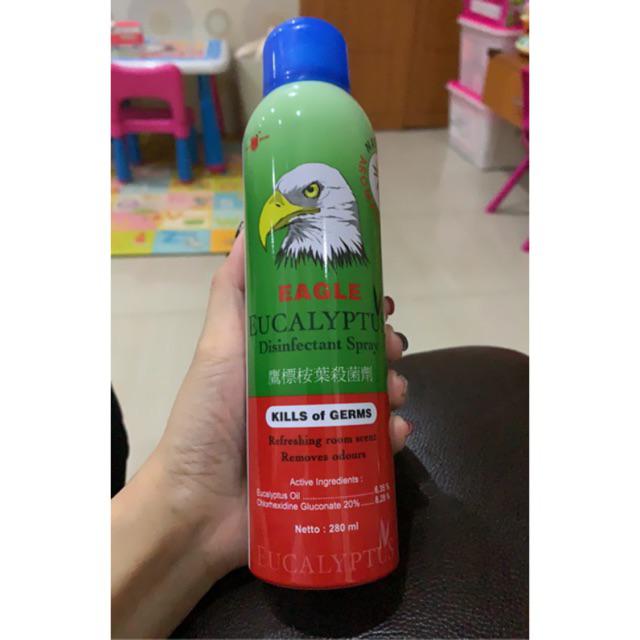 EAGLE
EUCALYPTUS
Disinfectant Spray
鷹標桉葉殺菌劑
KILLS of GERMS
Refreshing room scent
Removes odours
Active Ingredients :
Eucalyptus Oil
Chlorhexidine Gluconate 20%
Netto : 280 ml
EUCALYPTUS